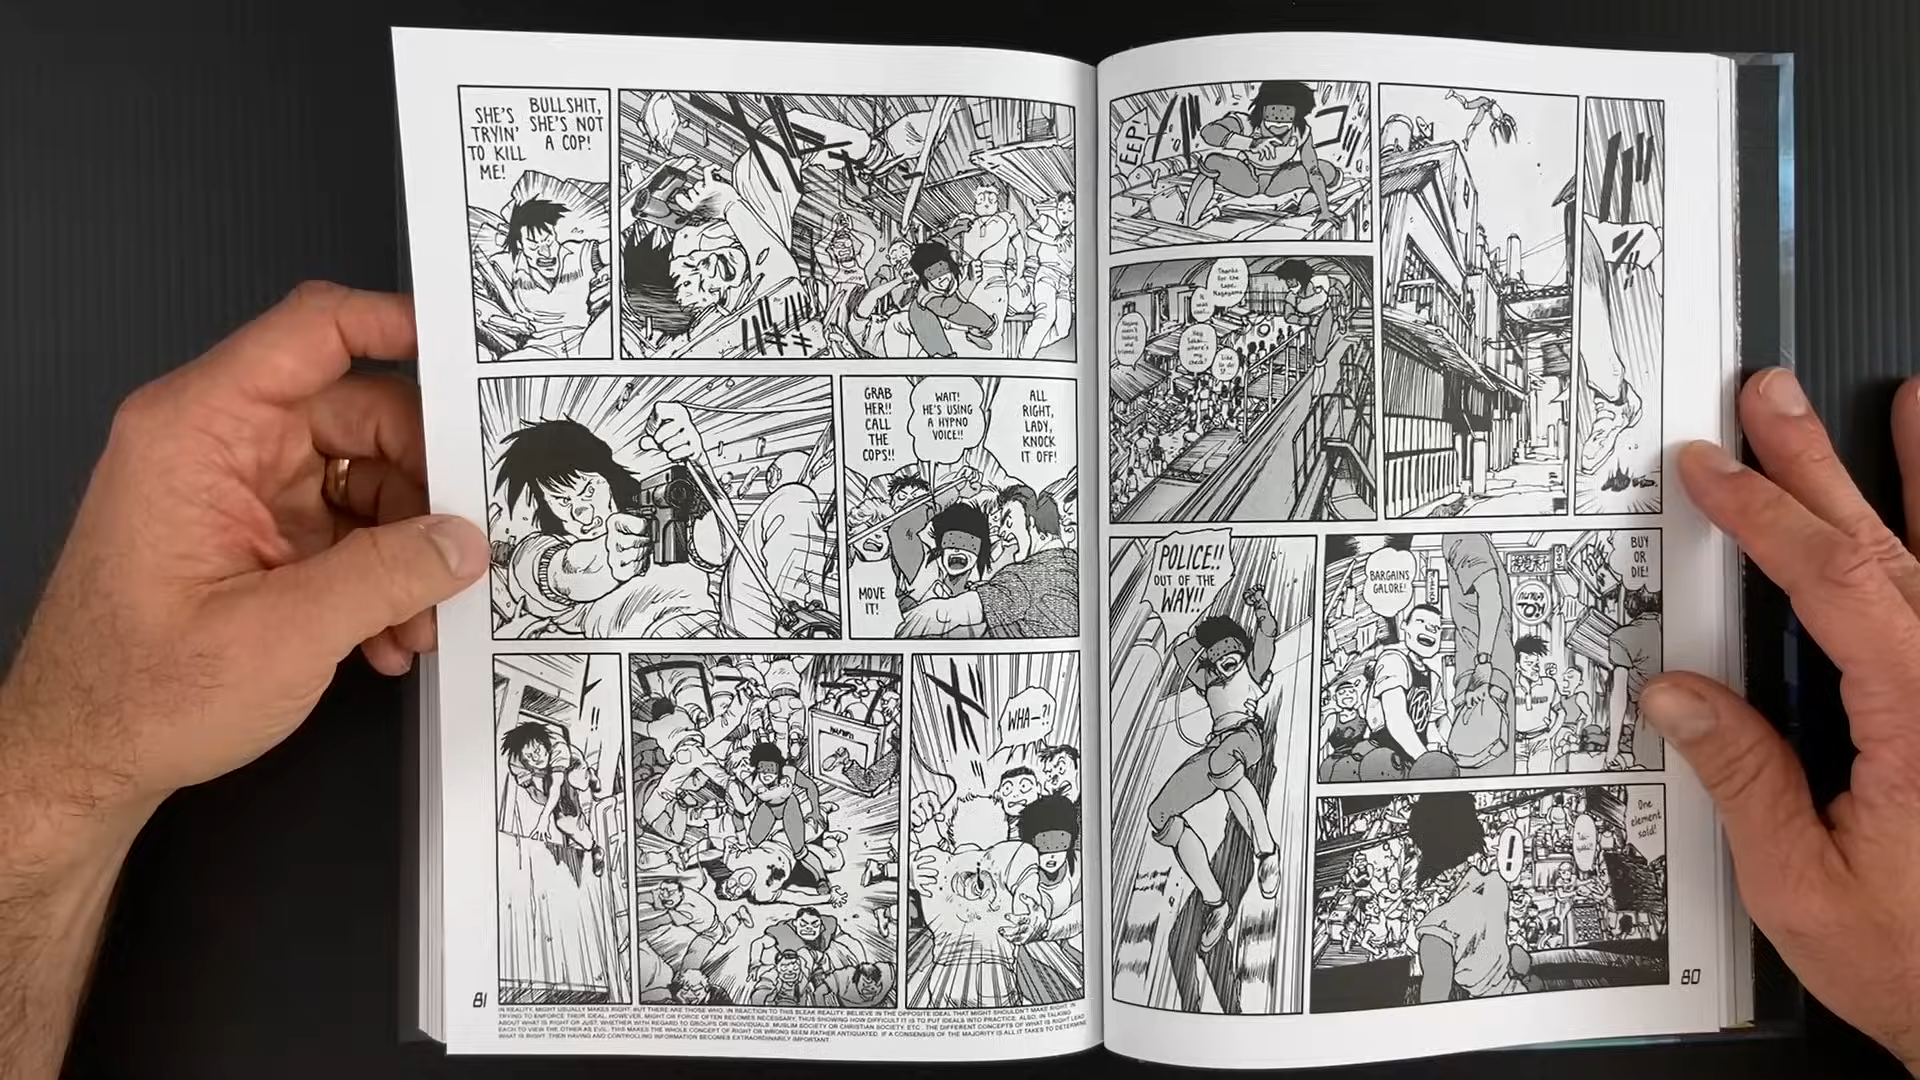 EEP!
Thanks
for the
tape,
Nagayama
It
was
cool...
Hey
Sakai...
where's
my
check?
BUY
OR
DIE!
BARGAINS
GALORE!
POLICE!!
OUT OF THE
WAY!!
One
element
sold!
!
80
BULLSHIT,
SHE'S NOT
A COP!
SHE'S
TRYIN'
TO KILL
ME!
ALL
RIGHT,
LADY,
KNOCK
IT OFF!
WAIT!
HE'S USING
A HYPNO
VOICE!!
GRAB
HER!!
CALL
THE
COPS!!
MOVE
IT!
WHA—?!
!!
81
IN REALITY, MIGHT USUALLY MAKES RIGHT, BUT THERE ARE THOSE WHO, IN REACTION TO THIS BLEAK REALITY, BELIEVE IN THE OPPOSITE IDEAL THAT MIGHT SHOULDN'T MAKE RIGHT. IN
TRYING TO ENFORCE THEIR IDEAL, HOWEVER, MIGHT OR FORCE OFTEN BECOMES NECESSARY, THUS SHOWING HOW DIFFICULT IT IS TO PUT IDEALS INTO PRACTICE. ALSO, IN TALKING
ABOUT WHAT IS RIGHT OR JUST, WHETHER WITH REGARD TO GROUPS OR INDIVIDUALS, MUSLIM SOCIETY OR CHRISTIAN SOCIETY, ETC., THE DIFFERENT CONCEPTS OF WHAT IS RIGHT LEAD
EACH TO VIEW THE OTHER AS EVIL. THIS MAKES THE WHOLE CONCEPT OF RIGHT OR WRONG SEEM RATHER ANTIQUATED. IF A CONSENSUS OF THE MAJORITY IS ALL IT TAKES TO DETERMINE
WHAT IS RIGHT, THEN HAVING AND CONTROLLING INFORMATION BECOMES EXTRAORDINARILY IMPORTANT.